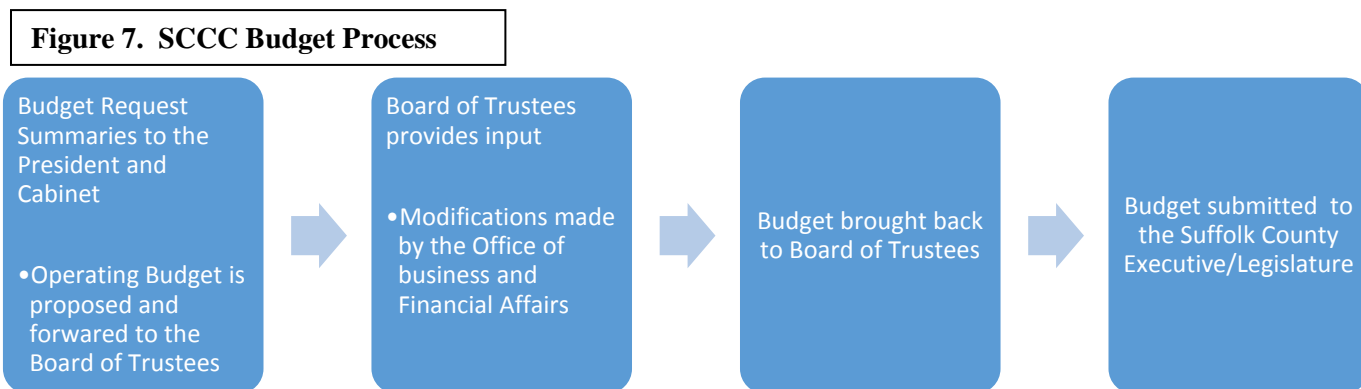 Figure 7.  SCCC Budget Process
Budget Request
Summaries to the
President and
Cabinet
•Operating Budget is
proposed and
forwared to the
Board of Trustees
Board of Trustees
provides input
•Modifications made
by the Office of
business and
Financial Affairs
Budget brought back
to Board of Trustees
Budget submitted  to
the Suffolk County
Executive/Legislature